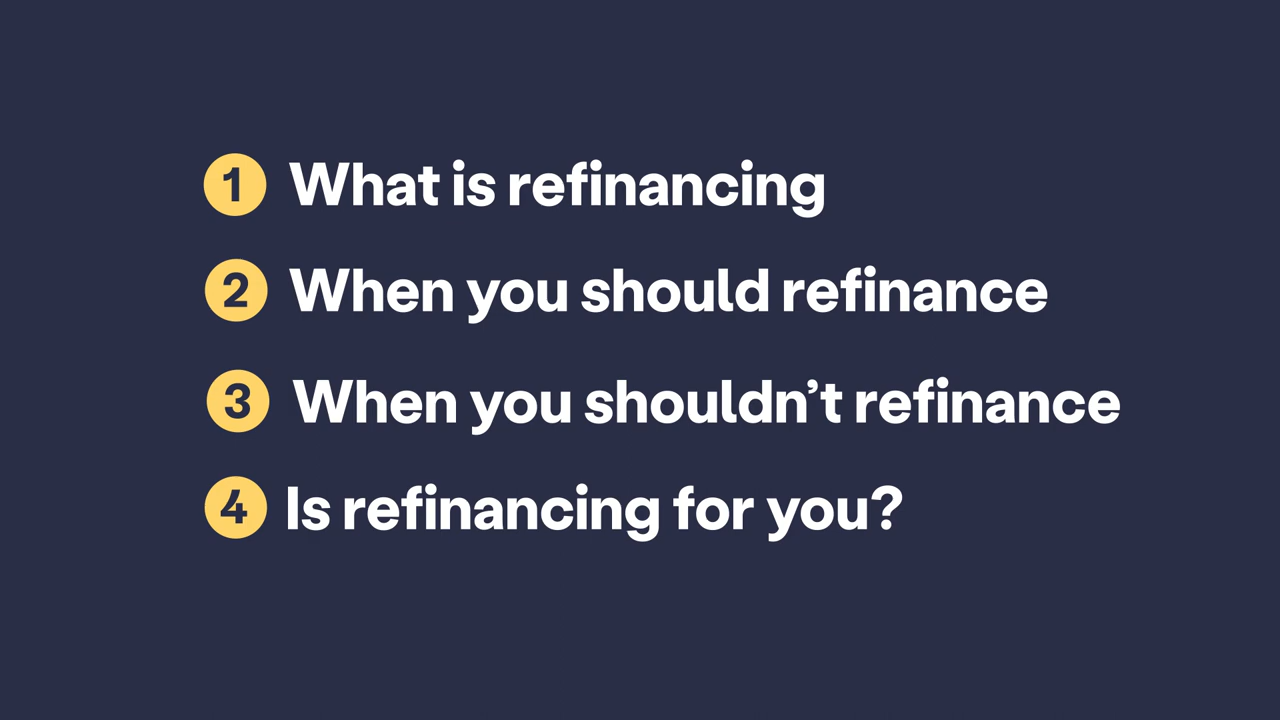 1 What is refinancing
2 When you should refinance
3 When you shouldn’t refinance
4 Is refinancing for you?